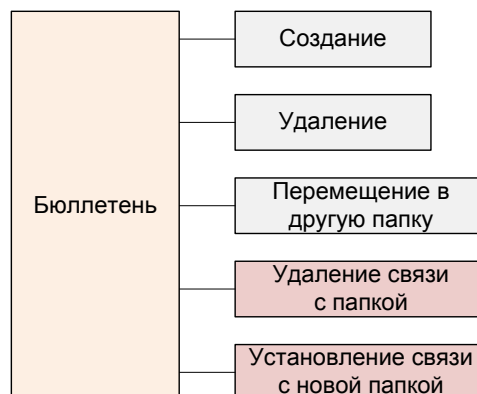 Создание
Удаление
Бюллетень
Перемещение в
другую папку
Удаление связи
с папкой
Установление связи
с новой папкой